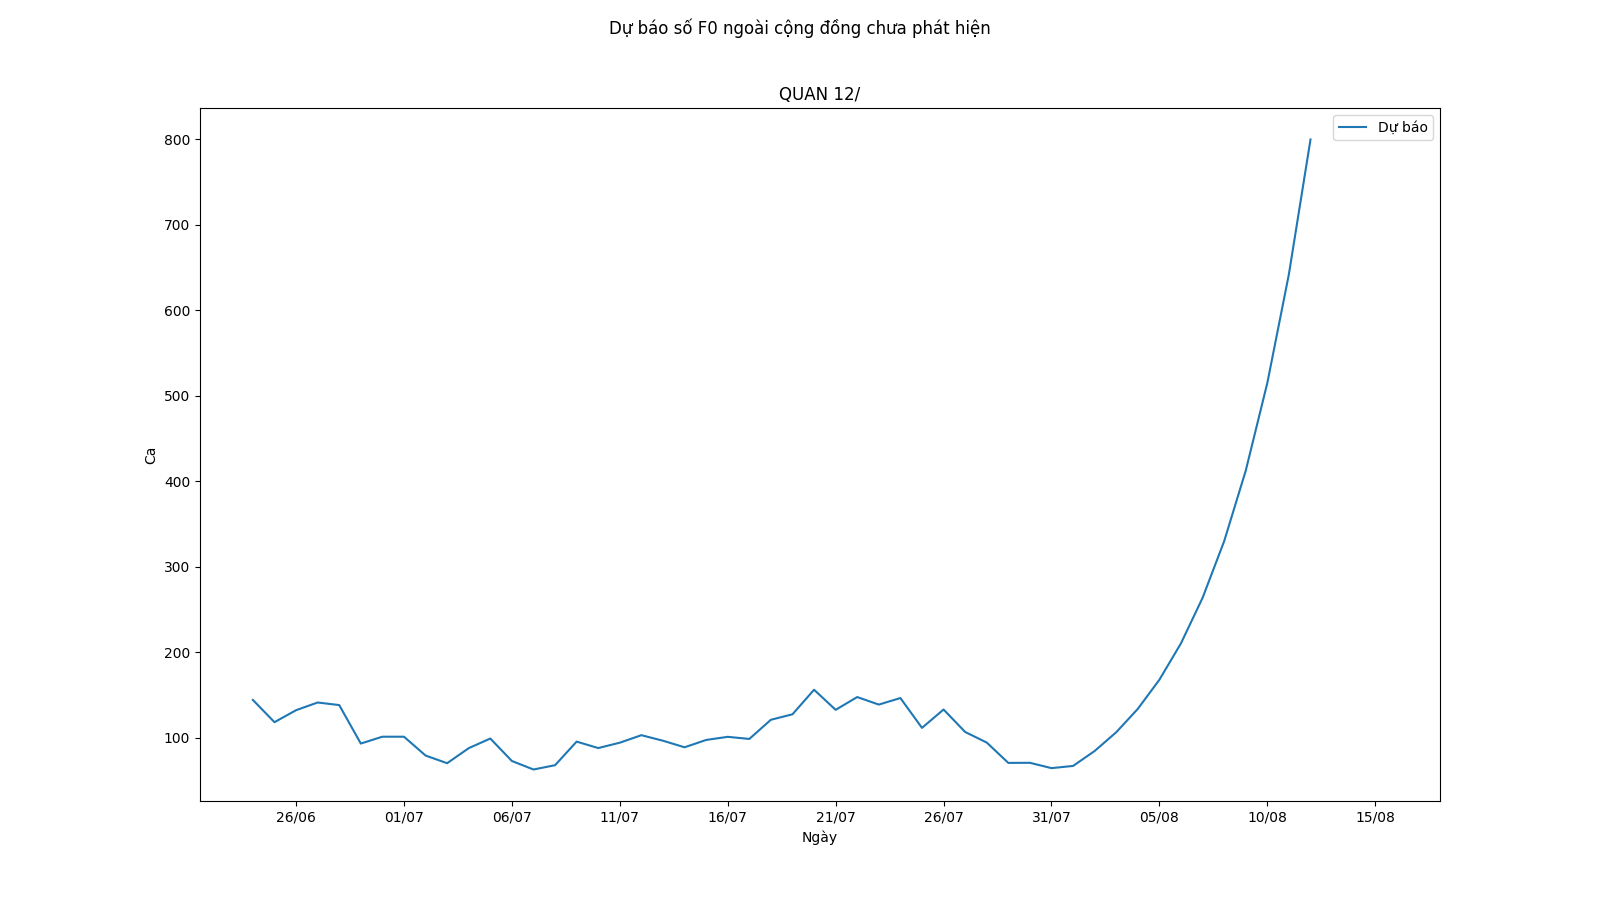 Dự báo số F0 ngoài cộng đồng chưa phát hiện
QUAN 12/
Dự báo
800
700
600
500
400
300
200
100
Ca
26/06 01/07 06/07 11/07 16/07 21/07 26/07 31/07 05/08 10/08 15/08
Ngày